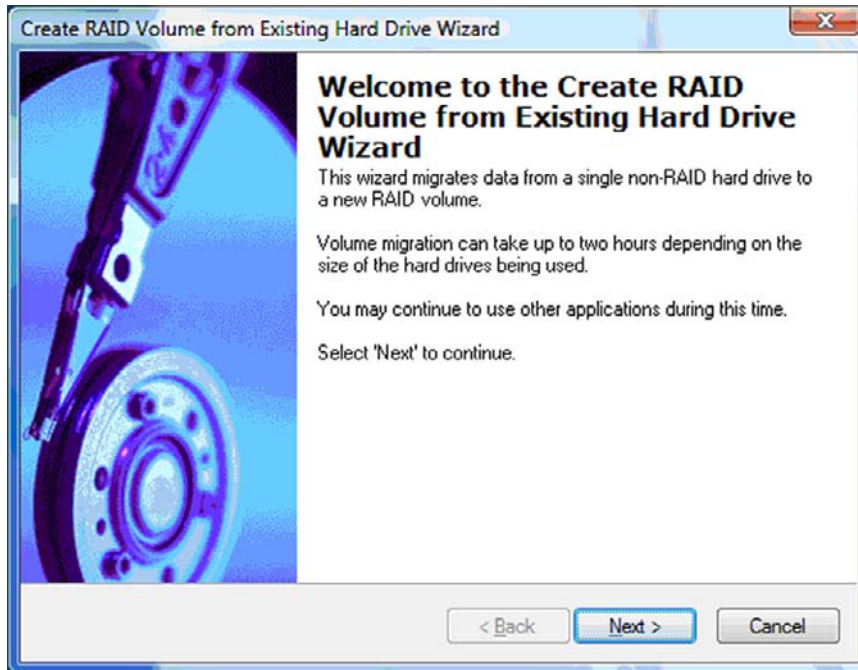 Create RAID Volume from Existing Hard Drive Wizard
Welcome to the Create RAID
Volume from Existing Hard Drive
Wizard
This wizard migrates data from a single non-RAID hard drive to
a new RAID volume.
Volume migration can take up to two hours depending on the
size of the hard drives being used.
You may continue to use other applications during this time.
Select 'Next' to continue.
< Back
Next >
Cancel